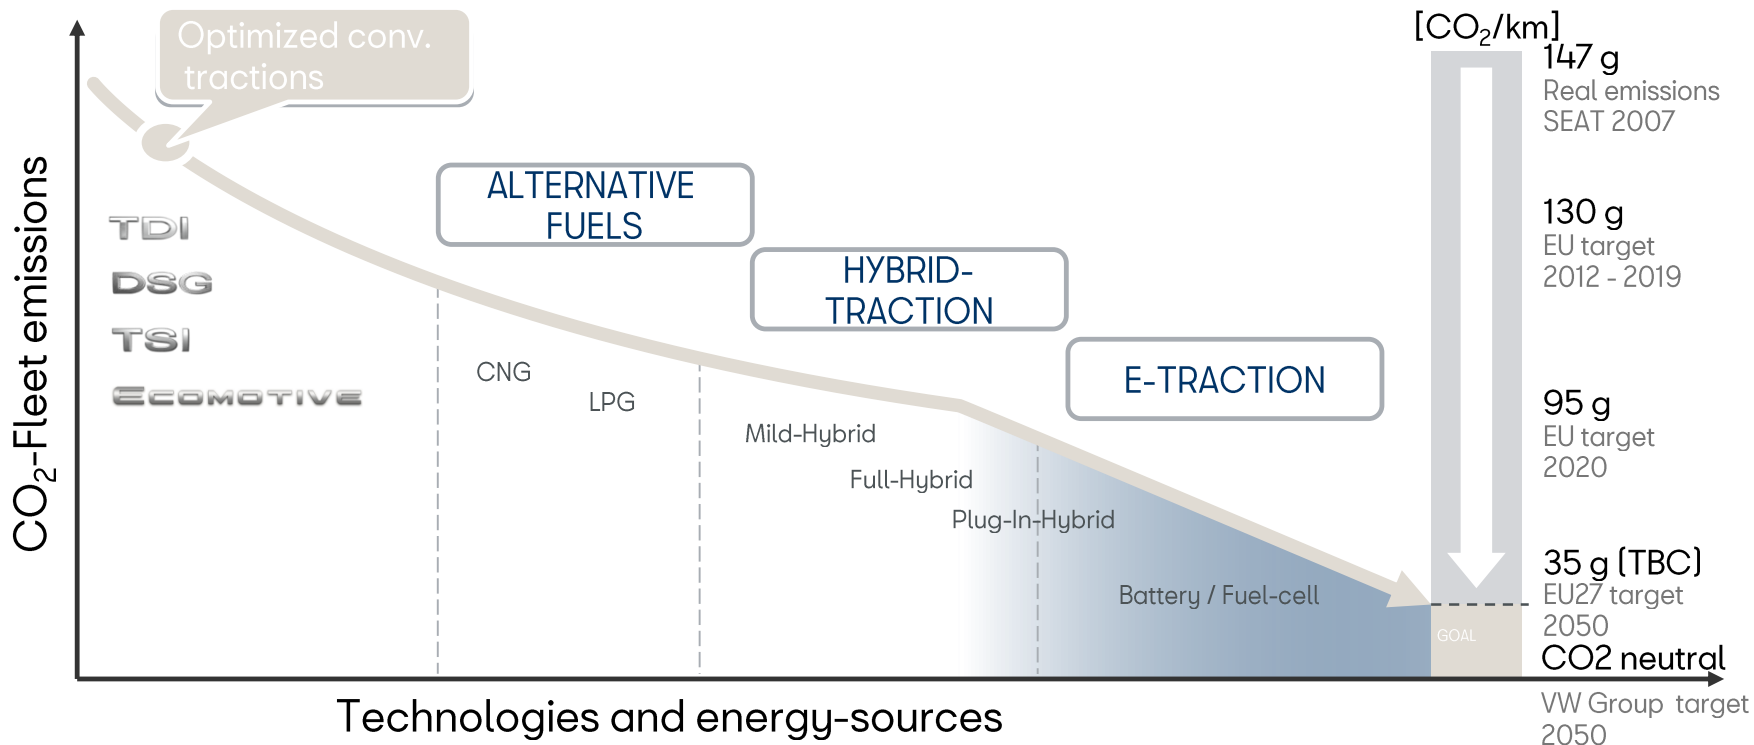 Optimized conv.
tractions
[CO₂/km]
147 g
Real emissions
SEAT 2007
ALTERNATIVE
FUELS
130 g
EU target
2012 - 2019
TDI
DSG
TSI
ECOMOTIVE
HYBRID-
TRACTION
E-TRACTION
95 g
EU target
2020
CNG
LPG
Mild-Hybrid
Full-Hybrid
Plug-In-Hybrid
Battery / Fuel-cell
35 g (TBC)
EU27 target
2050
GOAL
CO2 neutral
VW Group target
2050
CO₂-Fleet emissions
Technologies and energy-sources